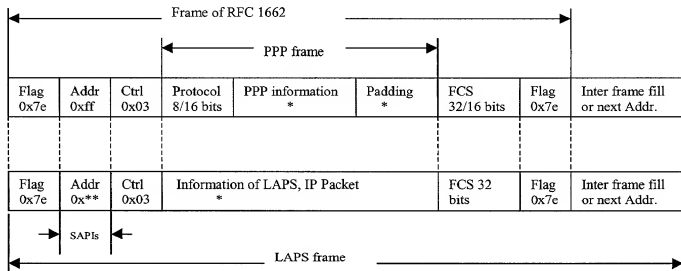 Frame of RFC 1662
PPP frame
Flag Addr Ctrl Protocol PPP information Padding FCS Flag Inter frame fill
0x7e 0xff 0x03 8/16 bits * * 32/16 bits 0x7e or next Addr.
Flag Addr Ctrl Information of LAPS, IP Packet FCS 32 Flag Inter frame fill
0x7e 0x** 0x03 * bits 0x7e or next Addr.
SAPIs
LAPS frame